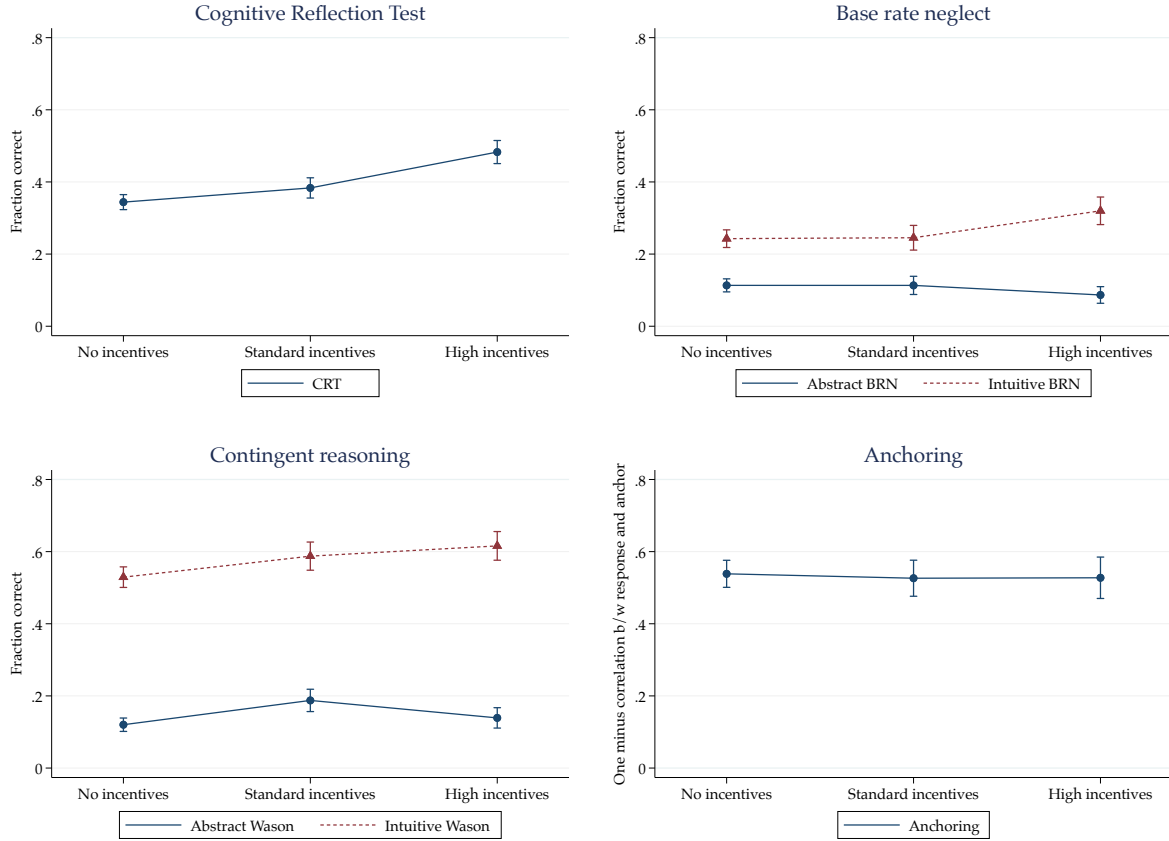 Cognitive Reflection Test
Fraction correct
.8
.6
.4
.2
0
No incentives Standard incentives High incentives
CRT
Base rate neglect
Fraction correct
.8
.6
.4
.2
0
No incentives Standard incentives High incentives
Abstract BRN Intuitive BRN
Contingent reasoning
Fraction correct
.8
.6
.4
.2
0
No incentives Standard incentives High incentives
Abstract Wason Intuitive Wason
Anchoring
One minus correlation b/w response and anchor
.8
.6
.4
.2
0
No incentives Standard incentives High incentives
Anchoring